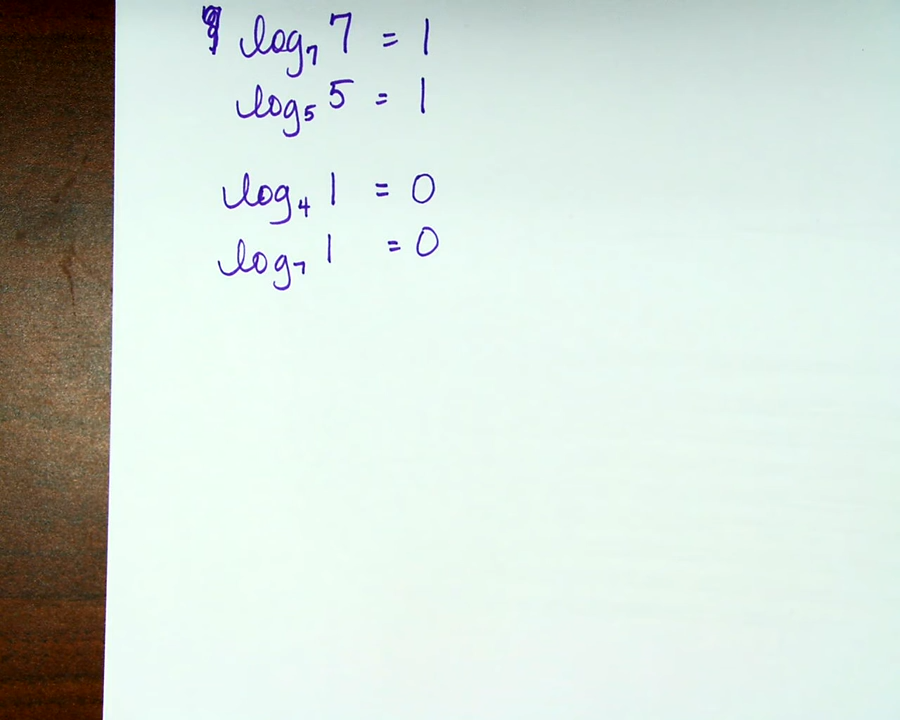 log₇ 7 = 1
log₅ 5 = 1
log₄ 1 = 0
log₇ 1 = 0